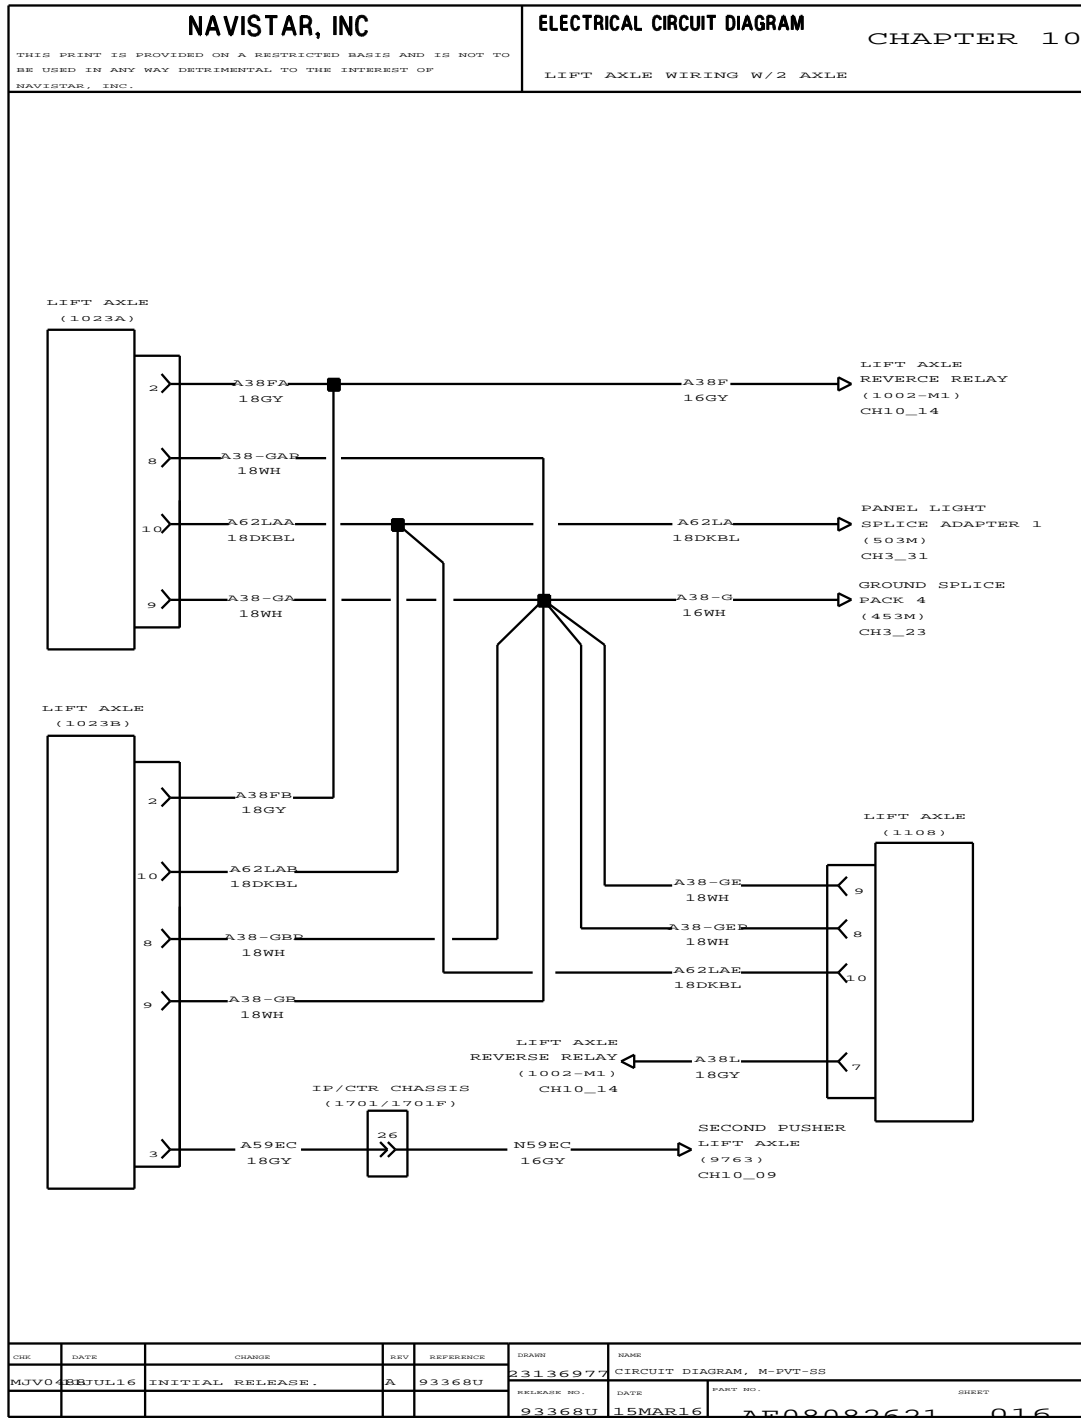 NAVISTAR, INC
THIS PRINT IS PROVIDED ON A RESTRICTED BASIS AND IS NOT TO
BE USED IN ANY WAY DETRIMENTAL TO THE INTEREST OF
NAVISTAR, INC.
ELECTRICAL CIRCUIT DIAGRAM
CHAPTER 10
LIFT AXLE WIRING W/2 AXLE
LIFT AXLE
(1023A)
2
A38FA
18GY
A38F
16GY
LIFT AXLE
REVERCE RELAY
(1002-M1)
CH10_14
8
18WH
10
A62LAA
18DKBL
A62LA
18DKBL
PANEL LIGHT
SPLICE ADAPTER 1
(503M)
CH3_31
9
A38-GA
18WH
A38-G
16WH
GROUND SPLICE
PACK 4
(453M)
CH3_23
LIFT AXLE
(1023B)
2
A38FB
18GY
10
A62LAB
18DKBL
8
18WH
9
A38-GB
18WH
LIFT AXLE
(1108)
A38-GE
18WH
9
18WH
8
A62LAE
18DKBL
10
LIFT AXLE
REVERSE RELAY
(1002-M1)
CH10_14
A38L
18GY
7
IP/CTR CHASSIS
(1701/1701F)
26
3
A59EC
18GY
N59EC
16GY
SECOND PUSHER
LIFT AXLE
(9763)
CH10_09
CHK DATE CHANGE REV REFERENCE
INITIAL RELEASE. A 93368U
DRAWN
23136977
NAME
CIRCUIT DIAGRAM, M-PVT-SS
RELEASE NO.
93368U
DATE
15MAR16
PART NO.
SHEET